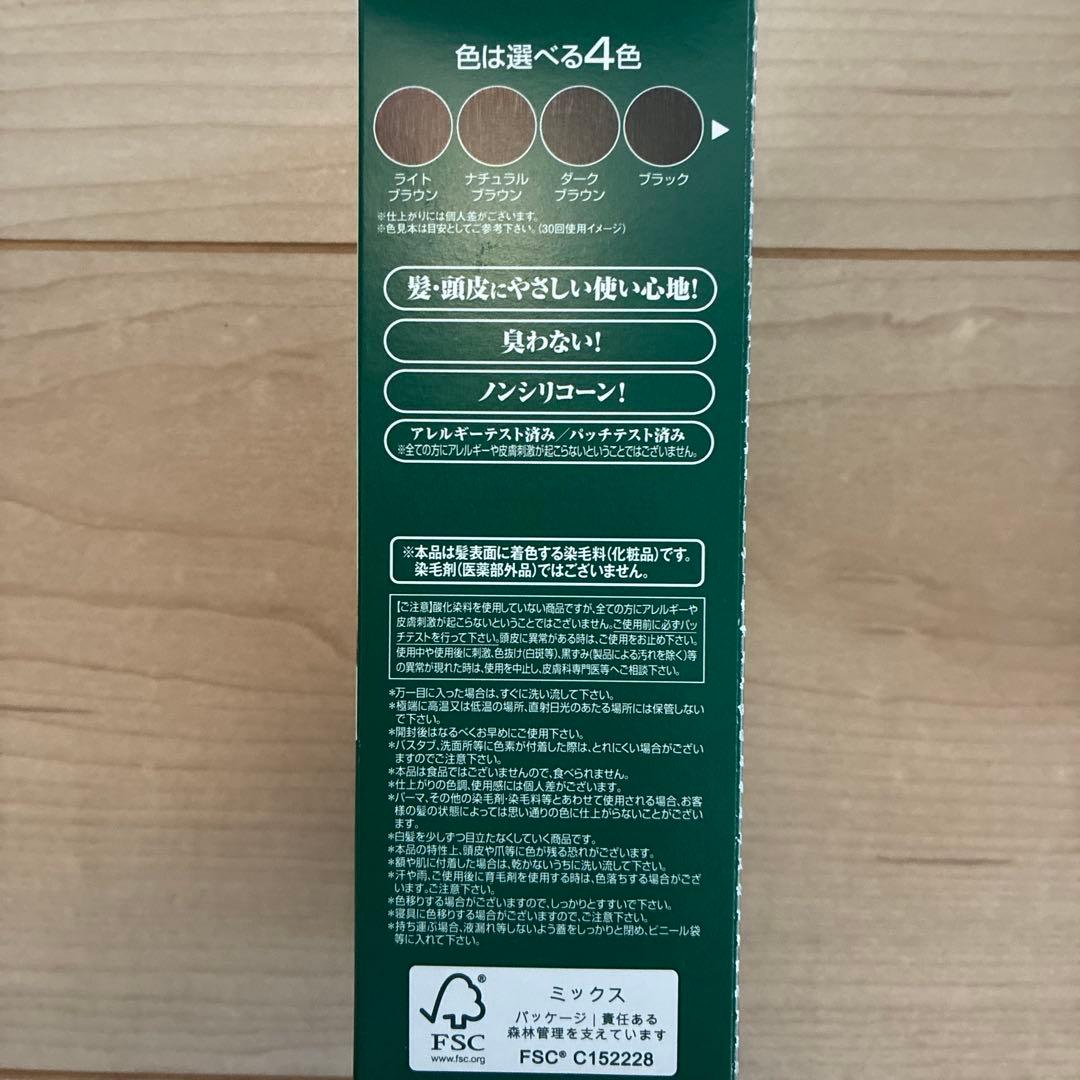 色は選べる4色
ライト
ブラウン
ナチュラル
ブラウン
ダーク
ブラウン
ブラック
※仕上がりには個人差がございます。
※色見本は目安としてご参考下さい。(30回使用イメージ)
髪・頭皮にやさしい使い心地!
臭わない!
ノンシリコーン!
アレルギーテスト済み/パッチテスト済み
※全ての方にアレルギーや皮膚刺激が起こらないということではございません。
※本品は髪表面に着色する染毛料(化粧品)です。
染毛剤(医薬部外品)ではございません。
【ご注意】酸化染料を使用していない商品ですが、全ての方にアレルギーや
皮膚刺激が起こらないということではございません。ご使用前に必ずパッ
チテストを行って下さい。頭皮に異常がある時は、ご使用をお止め下さい。
使用中や使用後に刺激、色抜け(白斑等)、黒ずみ(製品による汚れを除く)等
の異常が現れた時は、使用を中止し、皮膚科専門医等へご相談下さい。
*万一目に入った場合は、すぐに洗い流して下さい。
*極端に高温又は低温の場所、直射日光のあたる場所には保管しない
で下さい。
*開封後はなるべくお早めにご使用下さい。
*バスタブ、洗面所等に色素が付着した際は、とれにくい場合がござい
ますのでご注意下さい。
*本品は食品ではございませんので、食べられません。
*仕上がりの色調、使用感には個人差がございます。
*パーマ、その他の染毛剤・染毛料等とあわせて使用される場合、お客
様の髪の状態によっては思い通りの色に仕上がらないことがござい
ます。
*白髪を少しずつ目立たなくしていく商品です。
*本品の特性上、頭皮や爪等に色が残る恐れがございます。
*額や肌に付着した場合は、乾かないうちに洗い流して下さい。
*汗や雨、ご使用後に育毛剤を使用する時は、色落ちする場合がござ
います。ご注意下さい。
*色移りする場合がございますので、しっかりとすすいで下さい。
*寝具に色移りする場合がございますので、ご注意下さい。
*持ち運ぶ場合、液漏れ等しないよう蓋をしっかりと閉め、ビニール袋
等に入れて下さい。
®
FSC
www.fsc.org
ミックス
パッケージ|責任ある
森林管理を支えています
FSC® C152228